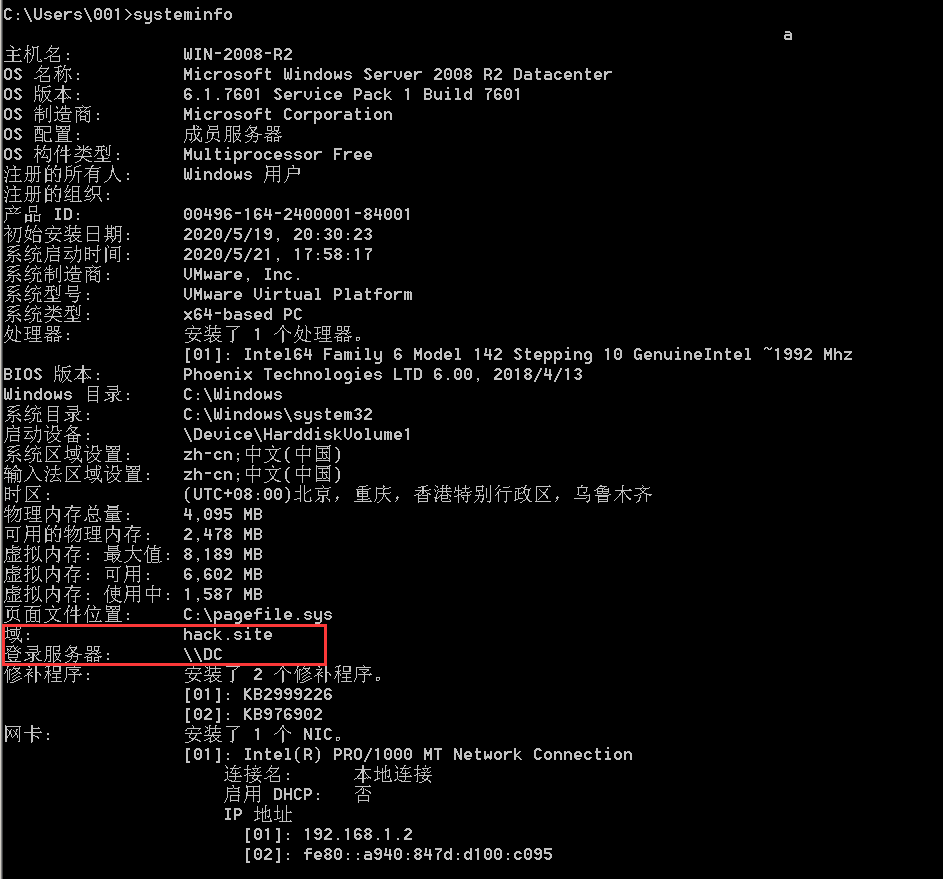 C:\Users\001>systeminfo
a
主机名: WIN-2008-R2
OS 名称: Microsoft Windows Server 2008 R2 Datacenter
OS 版本: 6.1.7601 Service Pack 1 Build 7601
OS 制造商: Microsoft Corporation
OS 配置: 成员服务器
OS 构件类型: Multiprocessor Free
注册的所有人: Windows 用户
注册的组织:
产品 ID: 00496-164-2400001-84001
初始安装日期: 2020/5/19, 20:30:23
系统启动时间: 2020/5/21, 17:58:17
系统制造商: VMware, Inc.
系统型号: VMware Virtual Platform
系统类型: x64-based PC
处理器: 安装了 1 个处理器。
[01]: Intel64 Family 6 Model 142 Stepping 10 GenuineIntel ~1992 Mhz
BIOS 版本: Phoenix Technologies LTD 6.00, 2018/4/13
Windows 目录: C:\Windows
系统目录: C:\Windows\system32
启动设备: \Device\HarddiskVolume1
系统区域设置: zh-cn;中文(中国)
输入法区域设置: zh-cn;中文(中国)
时区: (UTC+08:00)北京，重庆，香港特别行政区，乌鲁木齐
物理内存总量: 4,095 MB
可用的物理内存: 2,478 MB
虚拟内存: 最大值: 8,189 MB
虚拟内存: 可用: 6,602 MB
虚拟内存: 使用中: 1,587 MB
页面文件位置: C:\pagefile.sys
域: hack.site
登录服务器: \\DC
修补程序: 安装了 2 个修补程序。
[01]: KB2999226
[02]: KB976902
网卡: 安装了 1 个 NIC。
[01]: Intel(R) PRO/1000 MT Network Connection
连接名: 本地连接
启用 DHCP: 否
IP 地址
[01]: 192.168.1.2
[02]: fe80::a940:847d:d100:c095